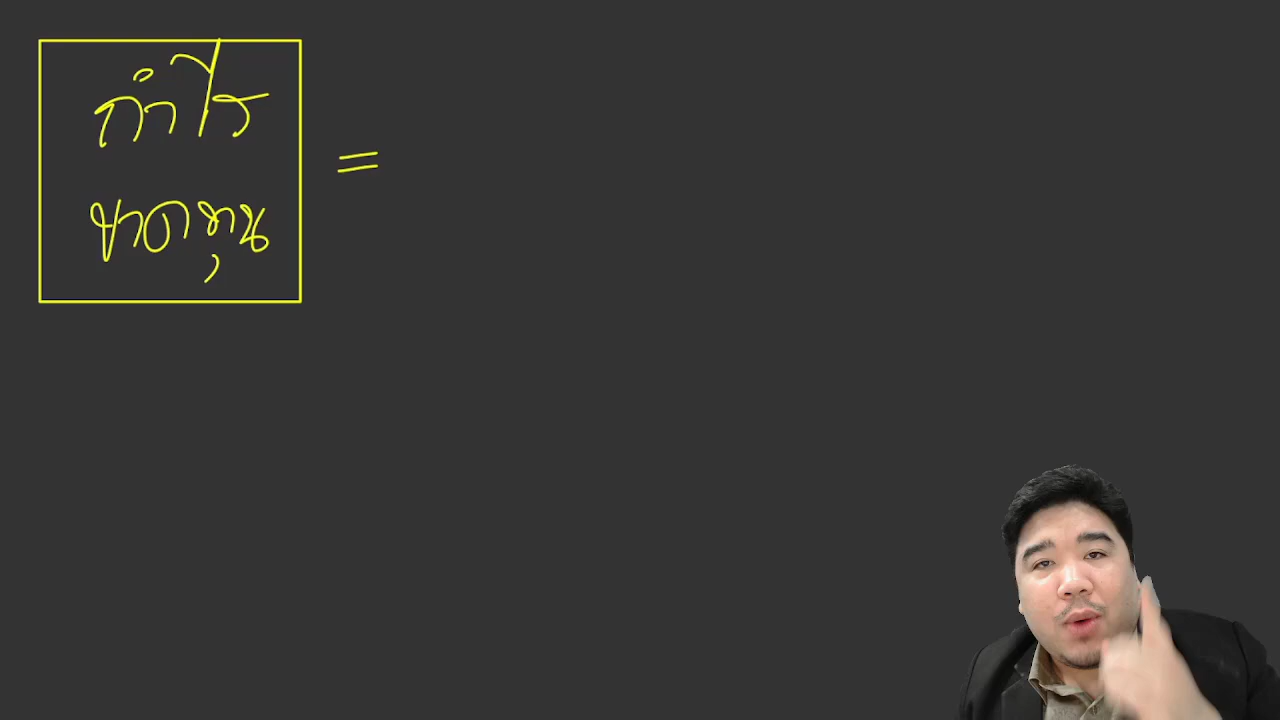 กำไร
ขาดทุน
=